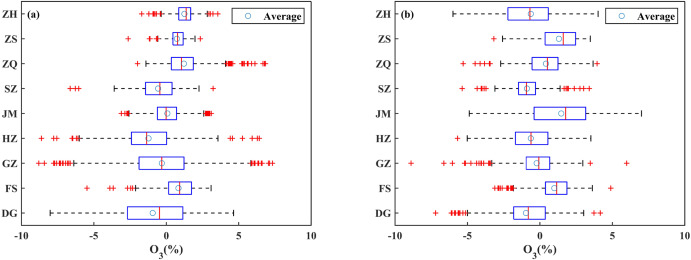 (a)
Average
ZH
ZS
ZQ
SZ
JM
HZ
GZ
FS
DG
-10 -5 0 5 10
O₃(%)
(b)
Average
ZH
ZS
ZQ
SZ
JM
HZ
GZ
FS
DG
-10 -5 0 5 10
O₃(%)